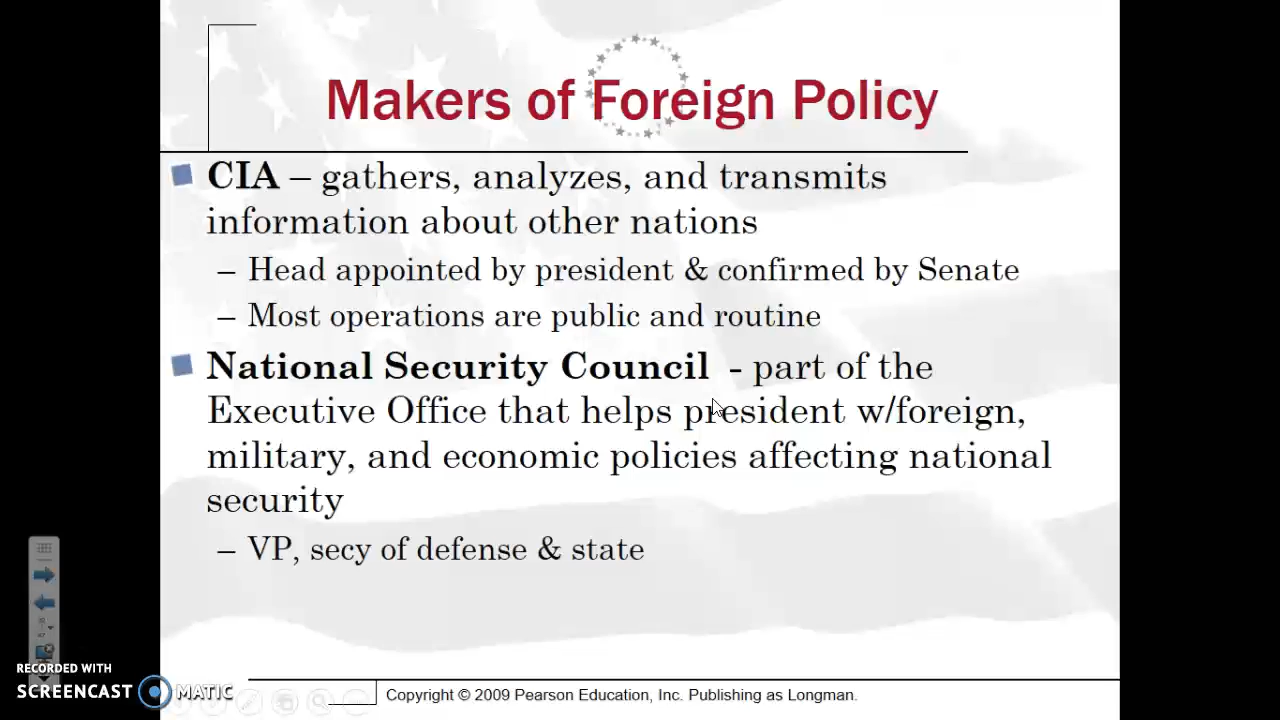 Makers of Foreign Policy
CIA – gathers, analyzes, and transmits
information about other nations
– Head appointed by president & confirmed by Senate
– Most operations are public and routine
National Security Council - part of the
Executive Office that helps president w/foreign,
military, and economic policies affecting national
security
– VP, secy of defense & state
RECORDED WITH
SCREENCAST MATIC
Copyright © 2009 Pearson Education, Inc. Publishing as Longman.